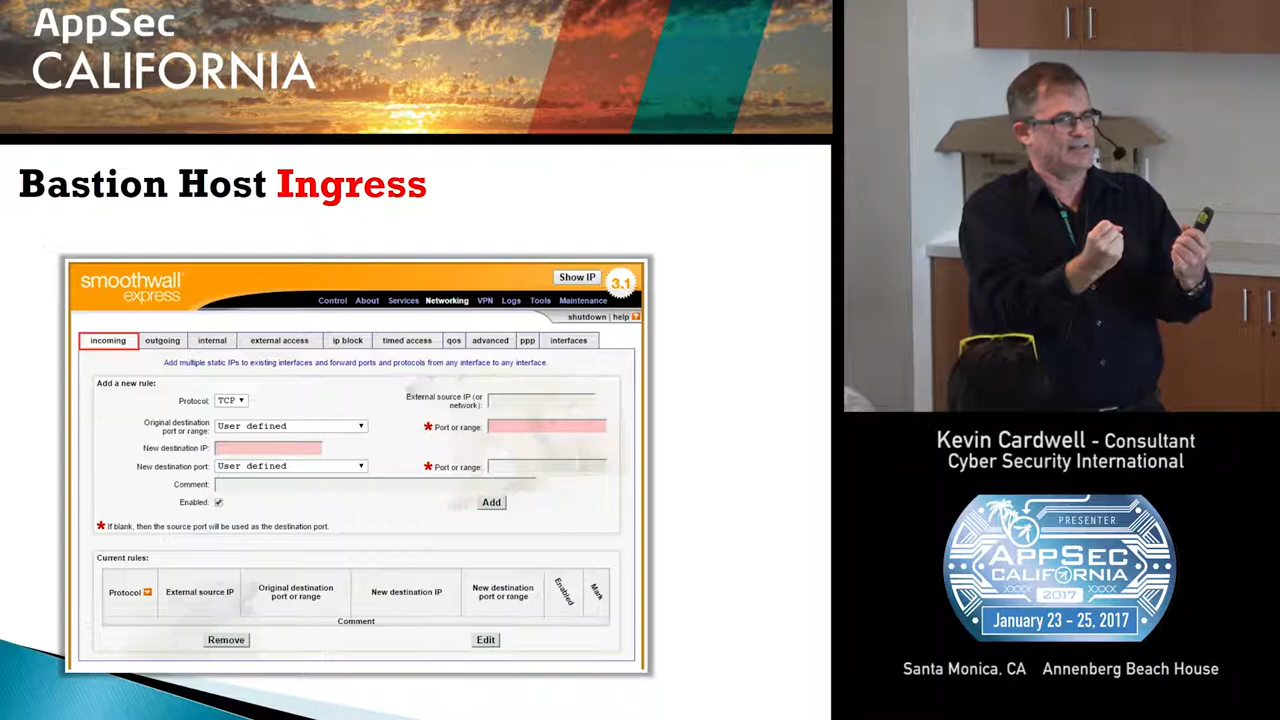 AppSec
CALIFORNIA
Bastion Host Ingress
smoothwall
express
Show IP
3.1
Control About Services Networking VPN Logs Tools Maintenance
shutdown | help ?
incoming outgoing internal external access ip block timed access qos advanced ppp interfaces
Add multiple static IPs to existing interfaces and forward ports and protocols from any interface to any interface.
Add a new rule:
Protocol: TCP
External source IP (or
network):
Original destination
port or range: User defined
* Port or range:
New destination IP:
New destination port: User defined
* Port or range:
Comment:
Enabled:
Add
* If blank, then the source port will be used as the destination port.
Current rules:
Protocol External source IP Original destination
port or range New destination IP New destination
port or range Enabled Mark
Comment
Remove Edit
Kevin Cardwell - Consultant
Cyber Security International
PRESENTER
APPSEC
CALIFORNIA
XXXX 2017 XXXX
January 23 - 25, 2017
Santa Monica, CA Annenberg Beach House